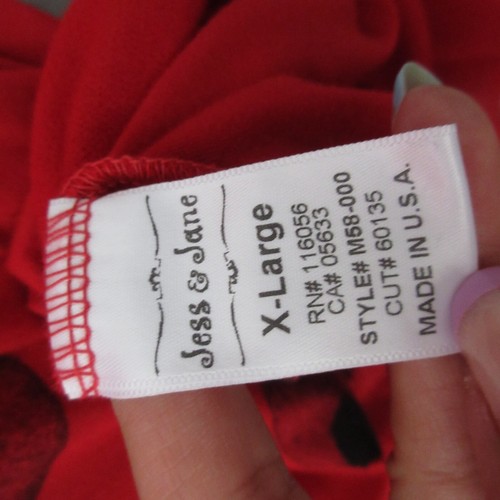 Jess & Jane
X-Large
RN# 116056
CA# 05633
STYLE# M58-000
CUT# 60135
MADE IN U.S.A.